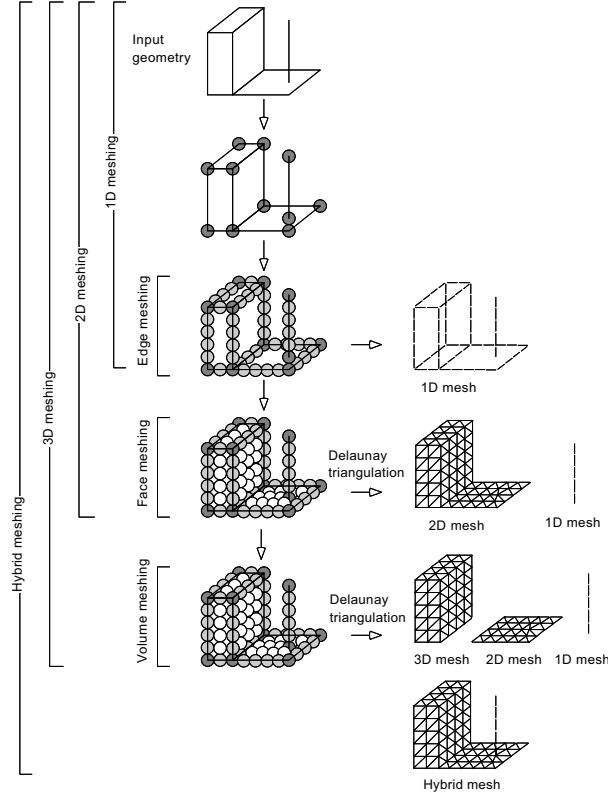 Input
geometry
1D meshing
2D meshing
3D meshing
Hybrid meshing
Edge meshing
1D mesh
Face meshing
Delaunay
triangulation
2D mesh
1D mesh
Volume meshing
Delaunay
triangulation
3D mesh
2D mesh
1D mesh
Hybrid mesh